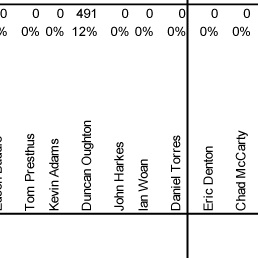 0 0 0 491 0 0 0 0 0
% 0% 0% 12% 0% 0% 0% 0% 0%
Tom Presthus
Kevin Adams
Duncan Oughton
John Harkes
Ian Woan
Daniel Torres
Eric Denton
Chad McCarty